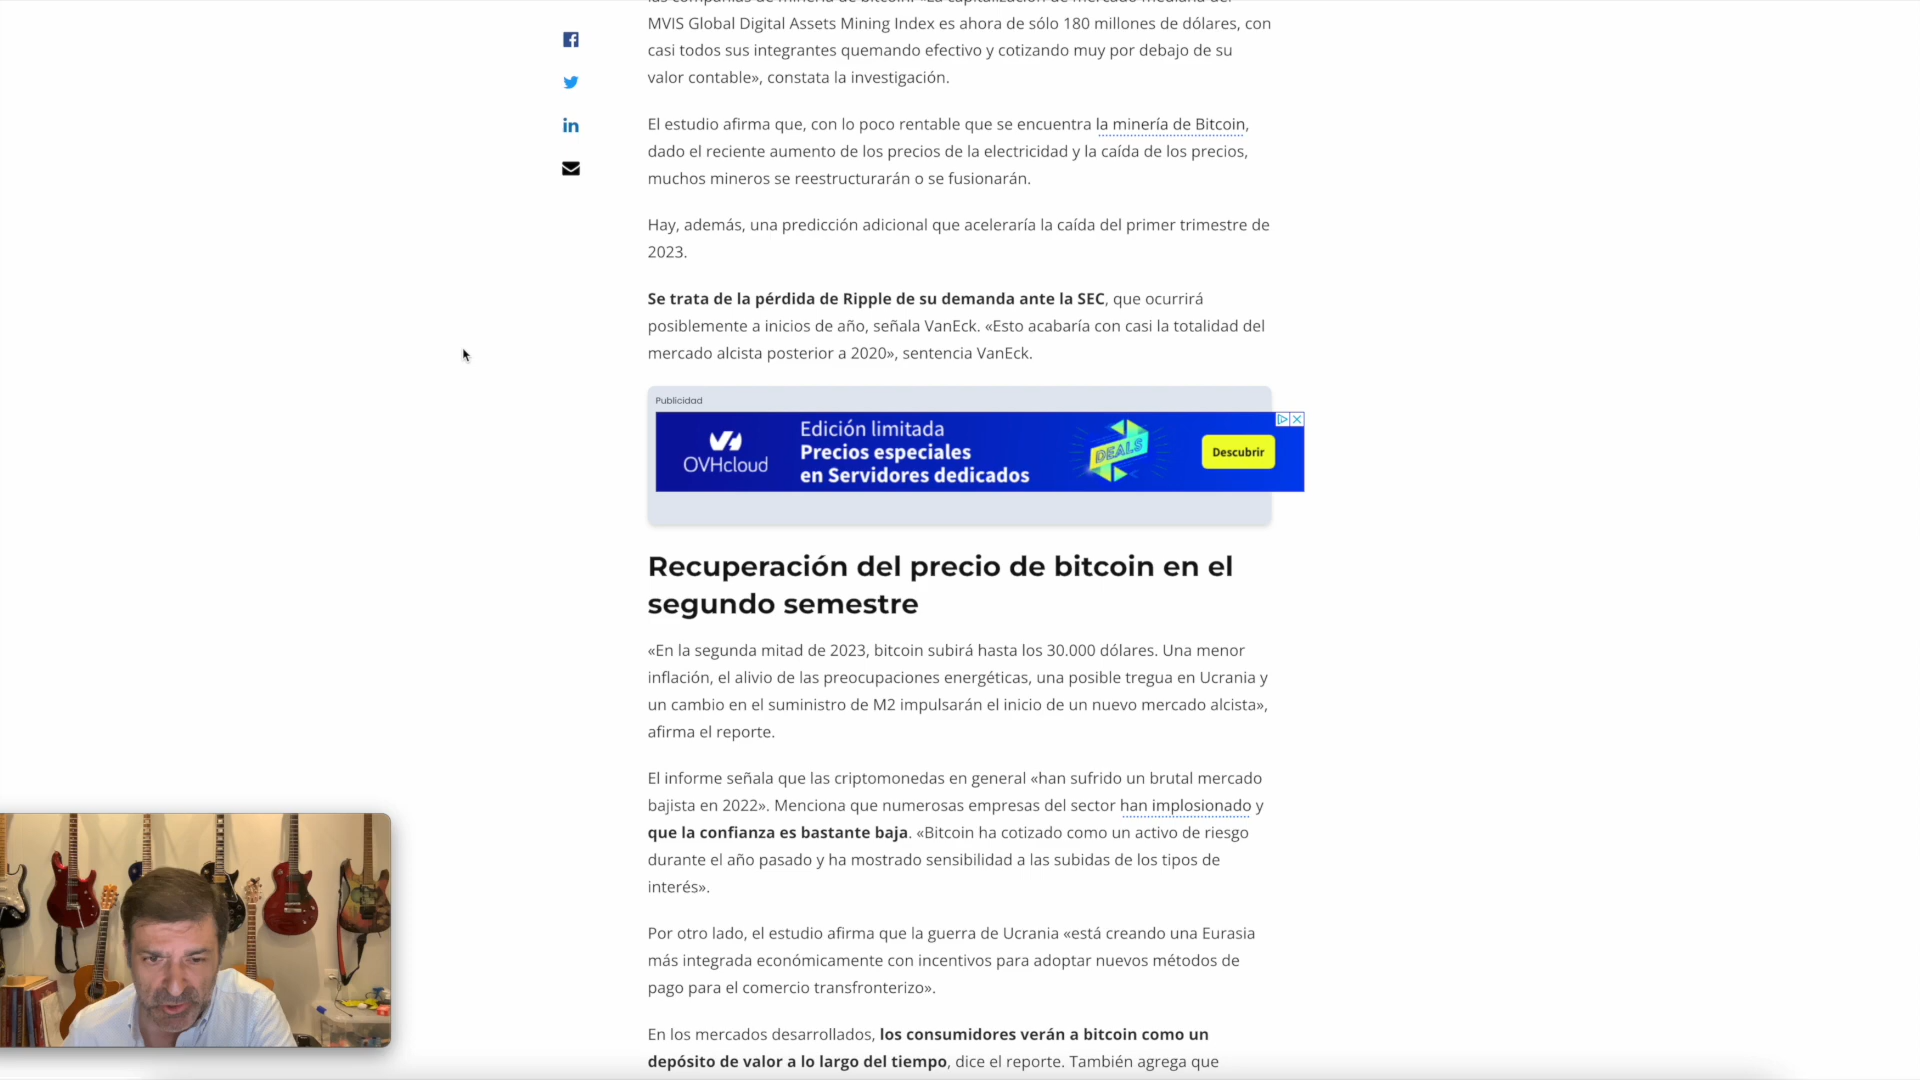 MVIS Global Digital Assets Mining Index es ahora de sólo 180 millones de dólares, con
casi todos sus integrantes quemando efectivo y cotizando muy por debajo de su
valor contable», constata la investigación.
El estudio afirma que, con lo poco rentable que se encuentra la minería de Bitcoin,
dado el reciente aumento de los precios de la electricidad y la caída de los precios,
muchos mineros se reestructurarán o se fusionarán.
Hay, además, una predicción adicional que aceleraría la caída del primer trimestre de
2023.
Se trata de la pérdida de Ripple de su demanda ante la SEC, que ocurrirá
posiblemente a inicios de año, señala VanEck. «Esto acabaría con casi la totalidad del
mercado alcista posterior a 2020», sentencia VanEck.
Publicidad
OVHcloud
Edición limitada
Precios especiales
en Servidores dedicados
DEALS
Descubrir
Recuperación del precio de bitcoin en el
segundo semestre
«En la segunda mitad de 2023, bitcoin subirá hasta los 30.000 dólares. Una menor
inflación, el alivio de las preocupaciones energéticas, una posible tregua en Ucrania y
un cambio en el suministro de M2 impulsarán el inicio de un nuevo mercado alcista»,
afirma el reporte.
El informe señala que las criptomonedas en general «han sufrido un brutal mercado
bajista en 2022». Menciona que numerosas empresas del sector han implosionado y
que la confianza es bastante baja. «Bitcoin ha cotizado como un activo de riesgo
durante el año pasado y ha mostrado sensibilidad a las subidas de los tipos de
interés».
Por otro lado, el estudio afirma que la guerra de Ucrania «está creando una Eurasia
más integrada económicamente con incentivos para adoptar nuevos métodos de
pago para el comercio transfronterizo».
En los mercados desarrollados, los consumidores verán a bitcoin como un
depósito de valor a lo largo del tiempo, dice el reporte. También agrega que